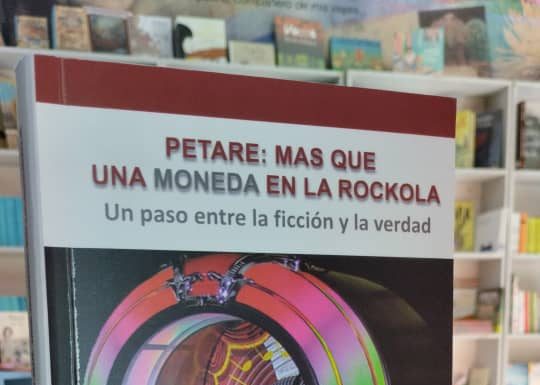 PETARE: MAS QUE
UNA MONEDA EN LA ROCKOLA
Un paso entre la ficción y la verdad